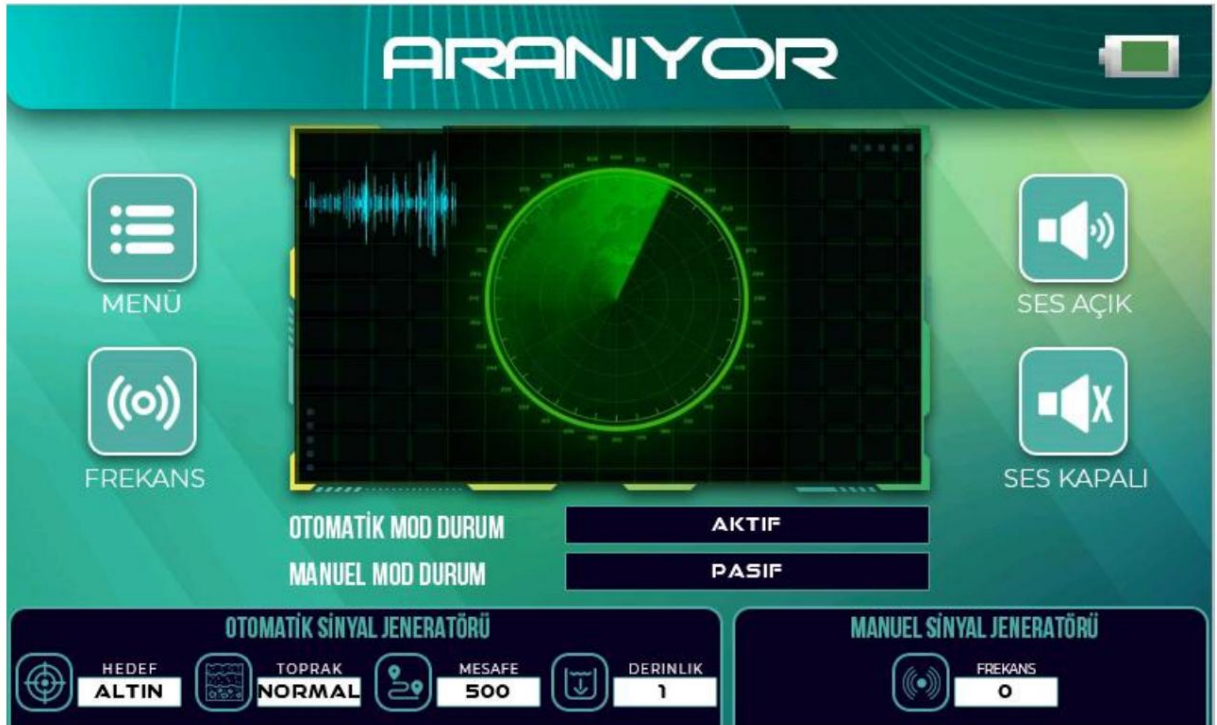 ARANIYOR
MENÜ
SES AÇIK
FREKANS
SES KAPALI
OTOMATİK MOD DURUM
AKTIF
MANUEL MOD DURUM
PASIF
OTOMATİK SİNYAL JENERATÖRÜ
HEDEF
ALTIN
TOPRAK
NORMAL
MESAFE
500
DERINLIK
1
MANUEL SİNYAL JENERATÖRÜ
FREKANS
0